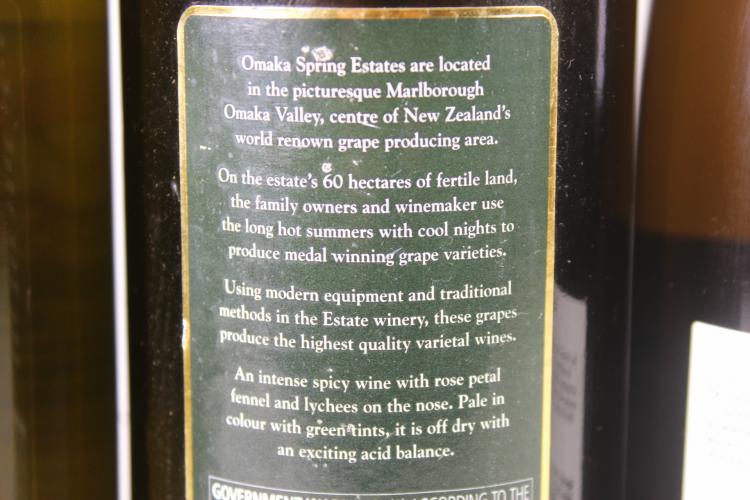 Omaka Spring Estates are located
in the picturesque Marlborough
Omaka Valley, centre of New Zealand's
world renown grape producing area.
On the estate's 60 hectares of fertile land,
the family owners and winemaker use
the long hot summers with cool nights to
produce medal winning grape varieties.
Using modern equipment and traditional
methods in the Estate winery, these grapes
produce the highest quality varietal wines.
An intense spicy wine with rose petal
fennel and lychees on the nose. Pale in
colour with green tints, it is off dry with
an exciting acid balance.
GOVERNMENT ACCORDING TO THE